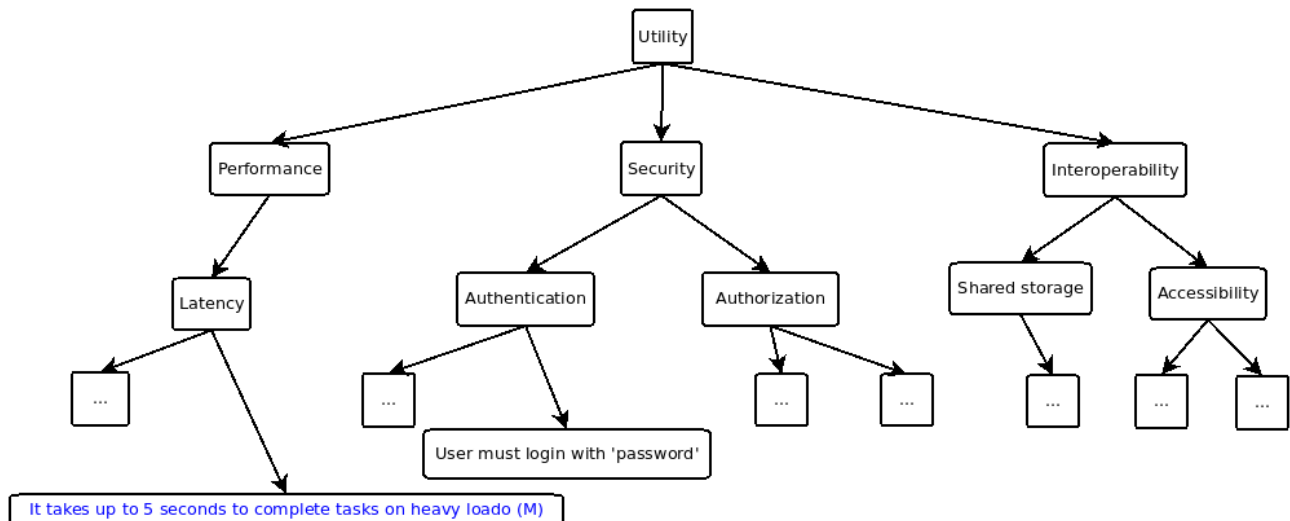 Utility
Performance
Security
Interoperability
Latency
Authentication
Authorization
Shared storage
Accessibility
...
...
...
...
...
...
...
User must login with 'password'
It takes up to 5 seconds to complete tasks on heavy loado (M)